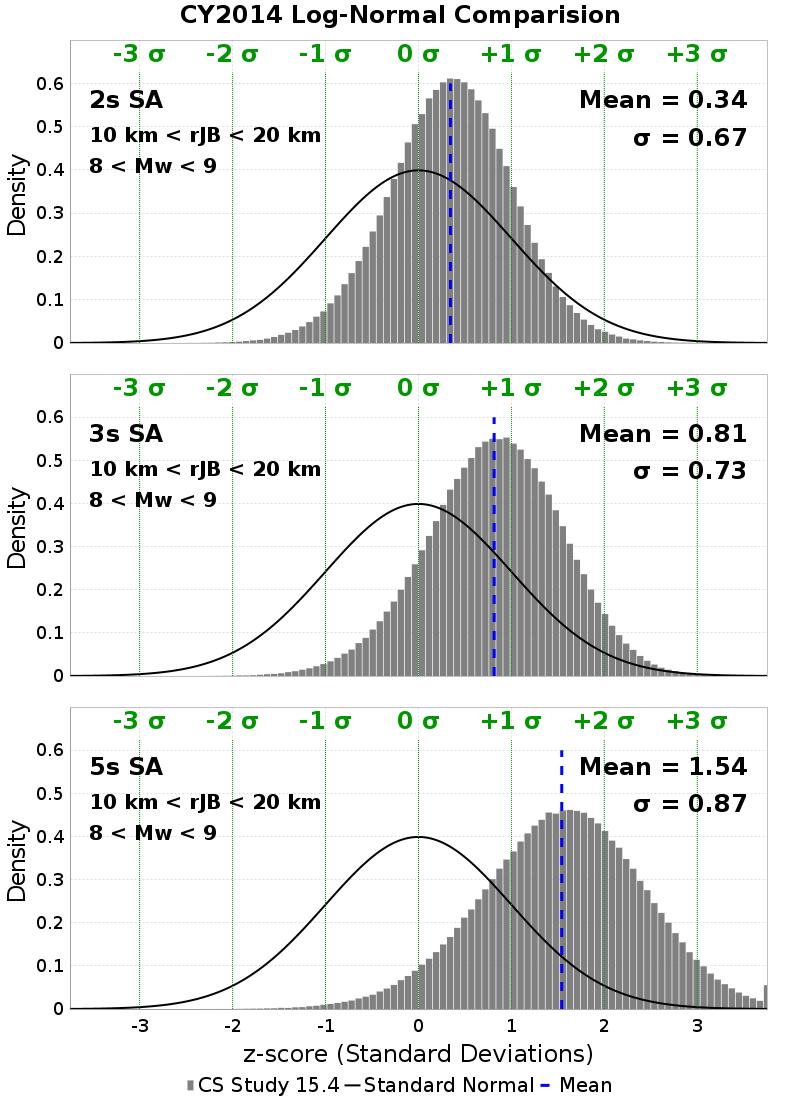 CY2014 Log-Normal Comparision
-3 σ -2 σ -1 σ 0 σ +1 σ +2 σ +3 σ
2s SA
10 km < rJB < 20 km
8 < Mw < 9
Mean = 0.34
σ = 0.67
Density
0.6
0.5
0.4
0.3
0.2
0.1
0
-3 σ -2 σ -1 σ 0 σ +1 σ +2 σ +3 σ
3s SA
10 km < rJB < 20 km
8 < Mw < 9
Mean = 0.81
σ = 0.73
Density
0.6
0.5
0.4
0.3
0.2
0.1
0
-3 σ -2 σ -1 σ 0 σ +1 σ +2 σ +3 σ
5s SA
10 km < rJB < 20 km
8 < Mw < 9
Mean = 1.54
σ = 0.87
Density
0.6
0.5
0.4
0.3
0.2
0.1
0
-3 -2 -1 0 1 2 3
z-score (Standard Deviations)
CS Study 15.4 Standard Normal Mean